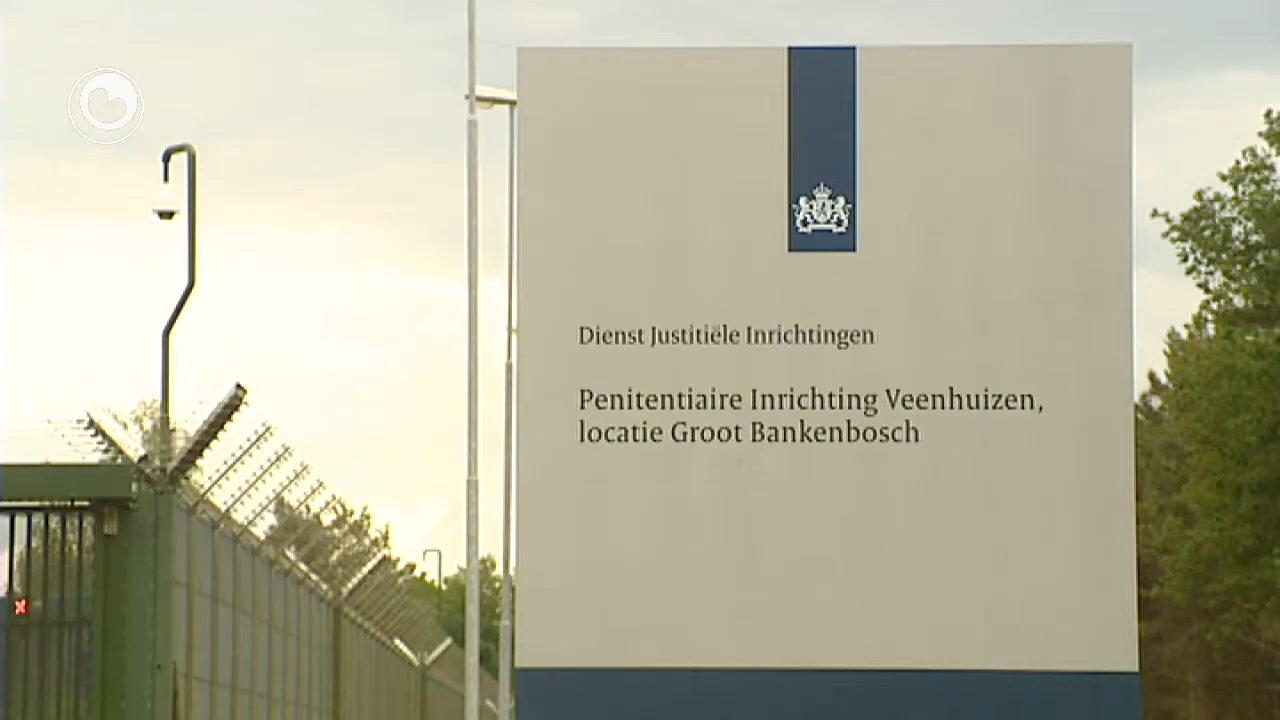 Dienst Justitiële Inrichtingen
Penitentiaire Inrichting Veenhuizen,
locatie Groot Bankenbosch